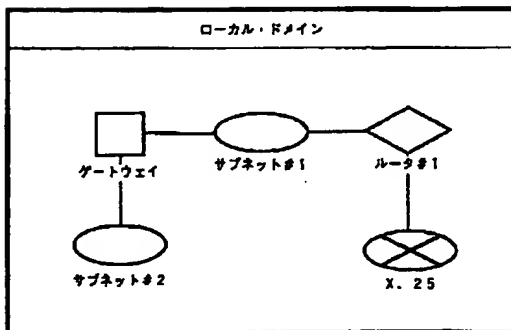 ローカル・ドメイン
ゲートウェイ
サブネット#1
ルータ#1
サブネット#2
X. 25